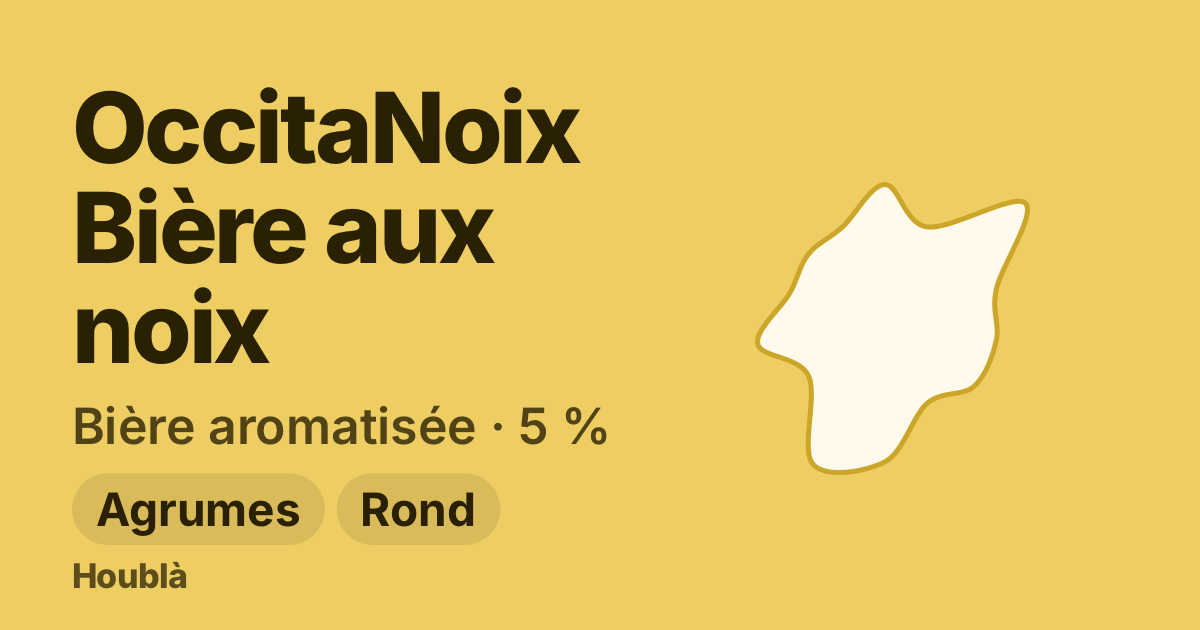 OccitaNoix
Bière aux
noix
Bière aromatisée · 5 %
Agrumes Rond
Houblà